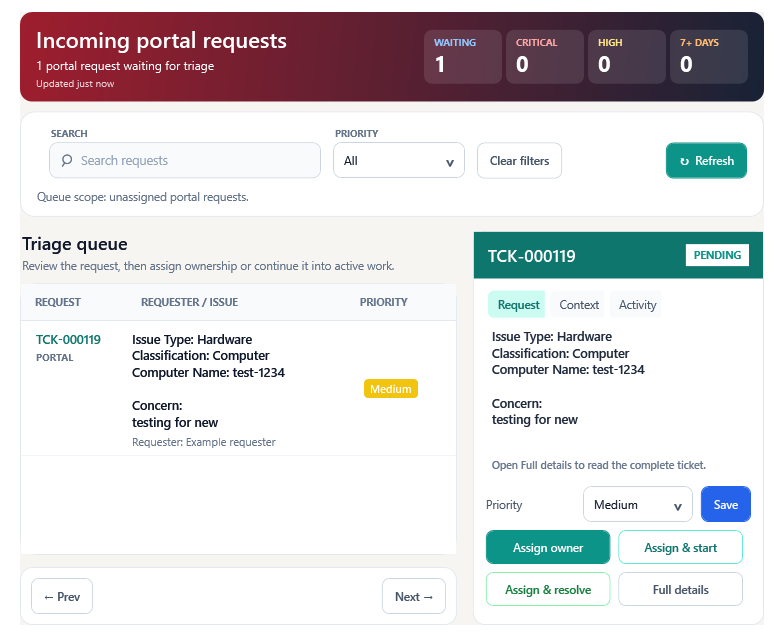 Incoming portal requests
1 portal request waiting for triage
Updated just now
WAITING
1
CRITICAL
0
HIGH
0
7+ DAYS
0
SEARCH
Search requests
PRIORITY
All
Clear filters
↻ Refresh
Queue scope: unassigned portal requests.
Triage queue
Review the request, then assign ownership or continue it into active work.
REQUEST REQUESTER / ISSUE PRIORITY
TCK-000119
PORTAL
Issue Type: Hardware
Classification: Computer
Computer Name: test-1234
Concern:
testing for new
Requester: Example requester
Medium
← Prev
Next →
TCK-000119
PENDING
Request Context Activity
Issue Type: Hardware
Classification: Computer
Computer Name: test-1234
Concern:
testing for new
Open Full details to read the complete ticket.
Priority
Medium
Save
Assign owner
Assign & start
Assign & resolve
Full details